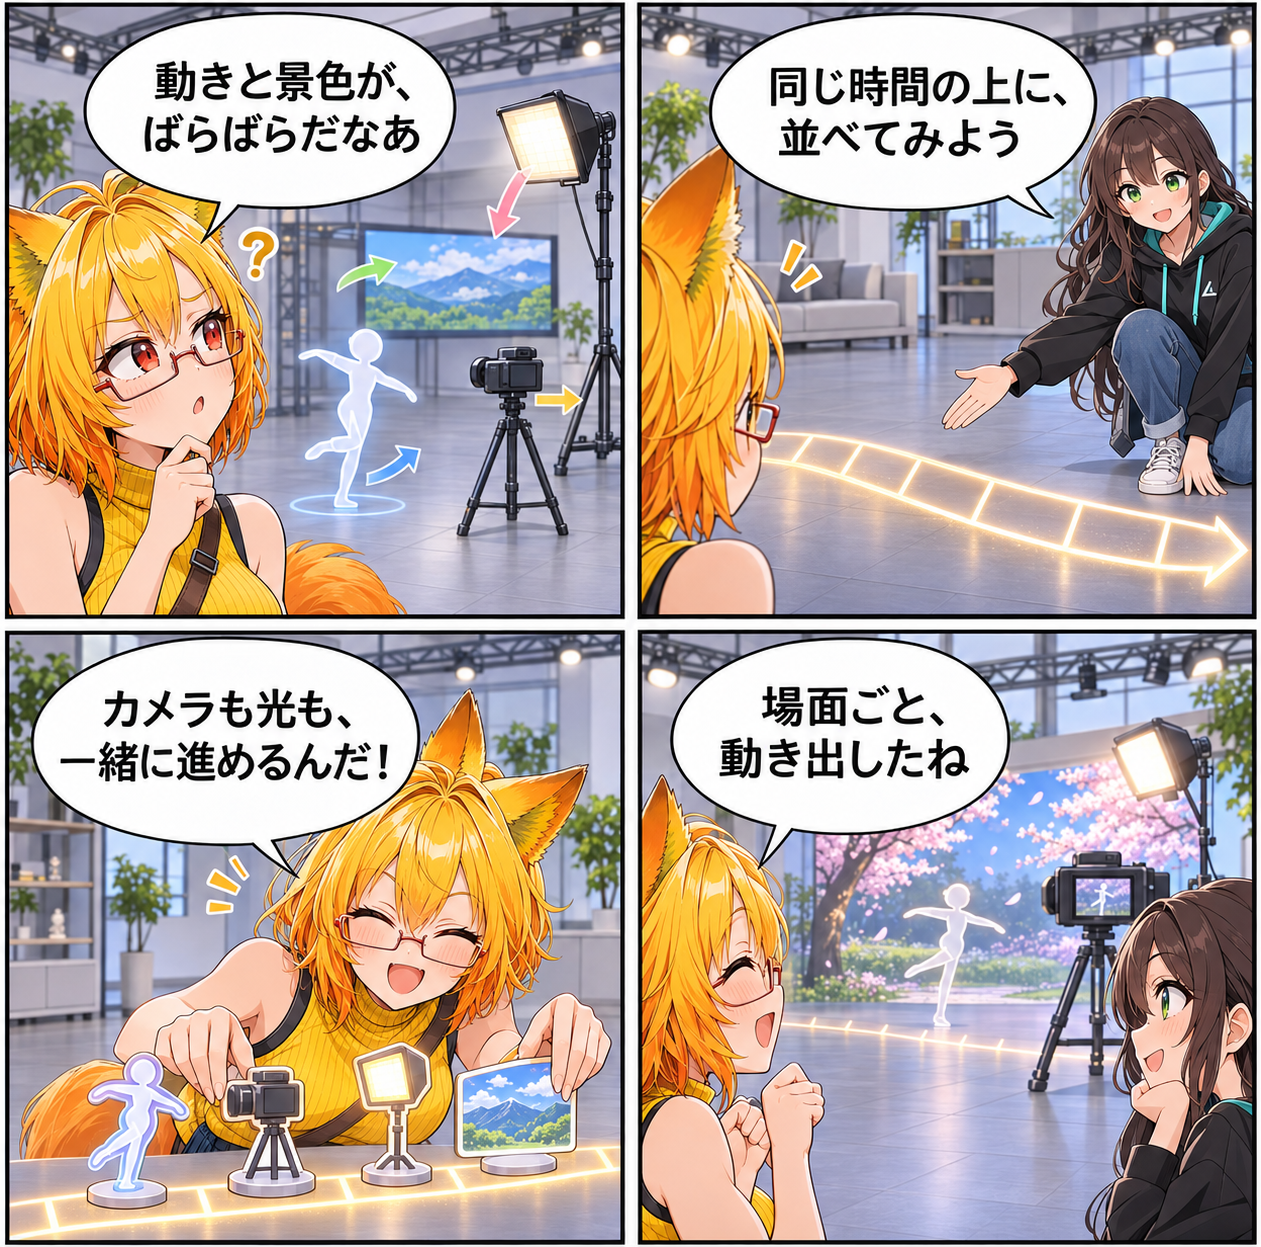 動きと景色が、
ばらばらだなあ
?
同じ時間の上に、
並べてみよう
カメラも光も、
一緒に進めるんだ!
場面ごと、
動き出したね